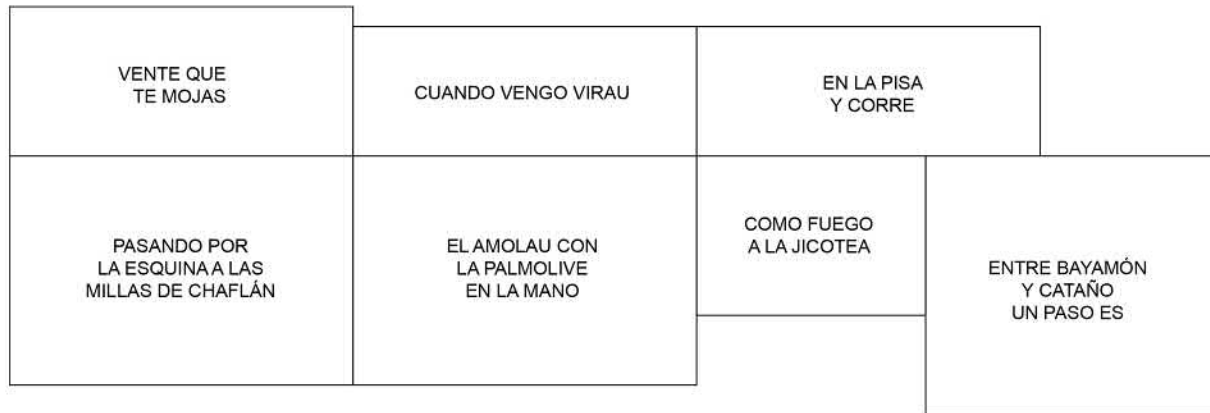 VENTE QUE
TE MOJAS
CUANDO VENGO VIRAU
EN LA PISA
Y CORRE
PASANDO POR
LA ESQUINA A LAS
MILLAS DE CHAFLÁN
EL AMOLAU CON
LA PALMOLIVE
EN LA MANO
COMO FUEGO
A LA JICOTEA
ENTRE BAYAMÓN
Y CATAÑO
UN PASO ES